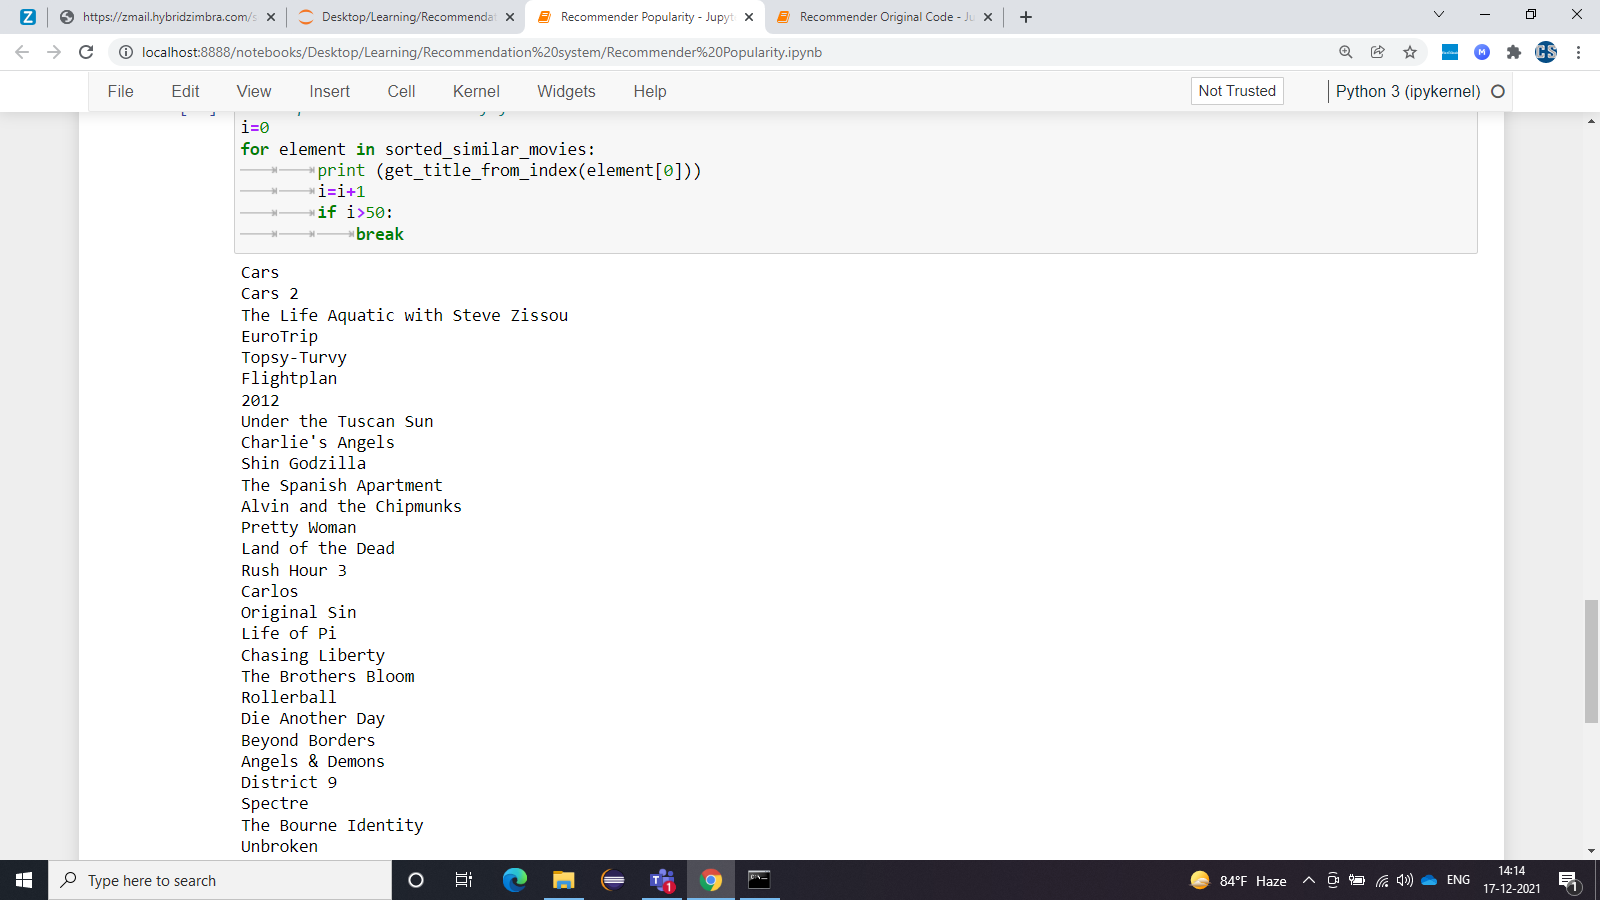 https://zmail.hybridzimbra.com/s
Desktop/Learning/Recommendat
Recommender Popularity - Jupyt
Recommender Original Code - Ju
localhost:8888/notebooks/Desktop/Learning/Recommendation%20system/Recommender%20Popularity.ipynb
File Edit View Insert Cell Kernel Widgets Help Not Trusted Python 3 (ipykernel)
i=0
for element in sorted_similar_movies:
print (get_title_from_index(element[0]))
i=i+1
if i>50:
break
Cars
Cars 2
The Life Aquatic with Steve Zissou
EuroTrip
Topsy-Turvy
Flightplan
2012
Under the Tuscan Sun
Charlie's Angels
Shin Godzilla
The Spanish Apartment
Alvin and the Chipmunks
Pretty Woman
Land of the Dead
Rush Hour 3
Carlos
Original Sin
Life of Pi
Chasing Liberty
The Brothers Bloom
Rollerball
Die Another Day
Beyond Borders
Angels & Demons
District 9
Spectre
The Bourne Identity
Unbroken
Type here to search
84°F Haze
ENG
14:14
17-12-2021
1